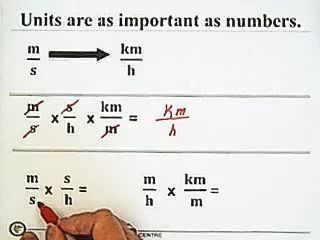 Units are as important as numbers.
m/s → km/h
m/s x s/h x km/m = Km/h
m/s x s/h = m/h x km/m =
CENTRE